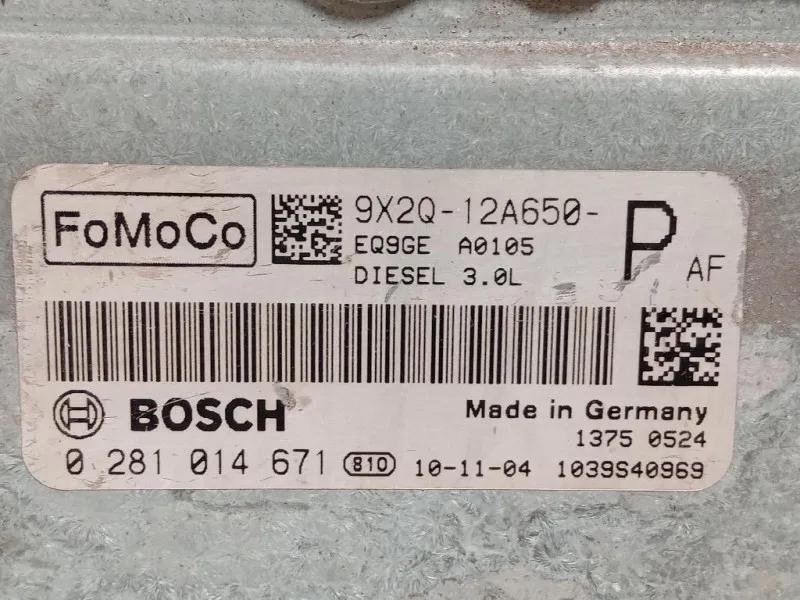 FoMoCo
9X2Q-12A650-
P
AF
EQ9GE A0105
DIESEL 3.0L
BOSCH
Made in Germany
1375 0524
0 281 014 671 810 10-11-04 1039S40969